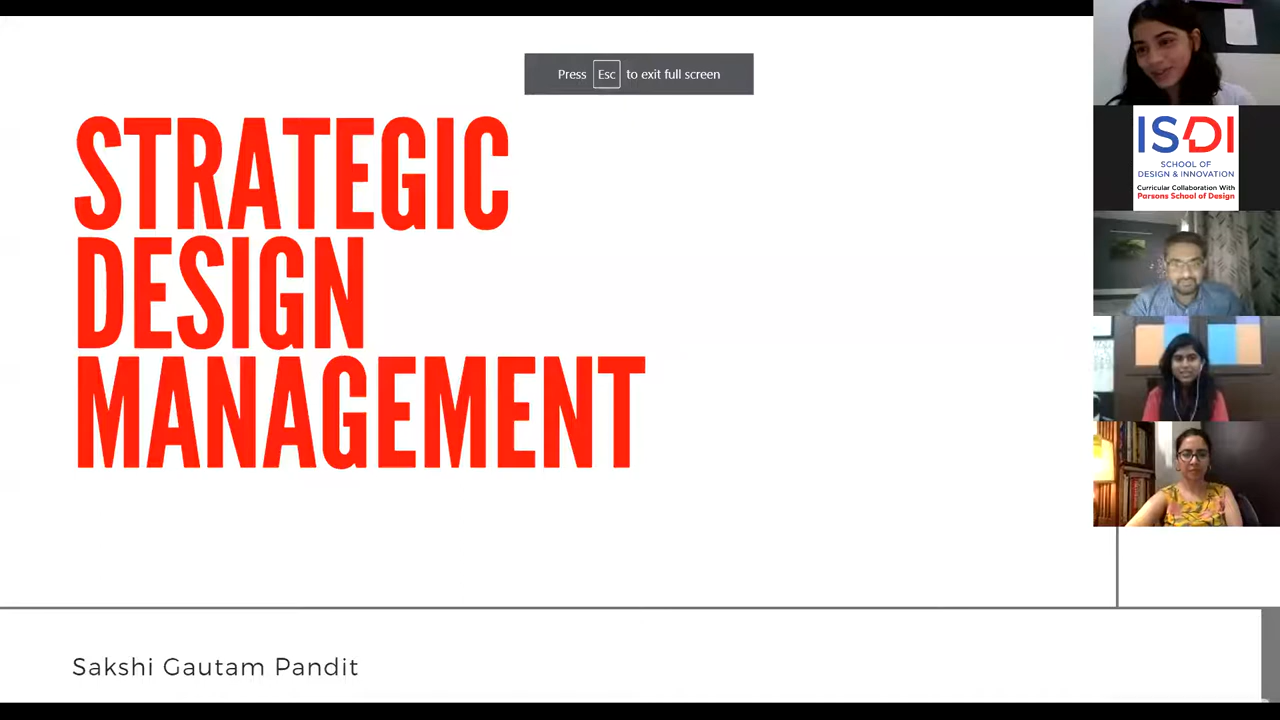 Press Esc to exit full screen
STRATEGIC
DESIGN
MANAGEMENT
Sakshi Gautam Pandit
ISDI
SCHOOL OF
DESIGN & INNOVATION
Curricular Collaboration With
Parsons School of Design